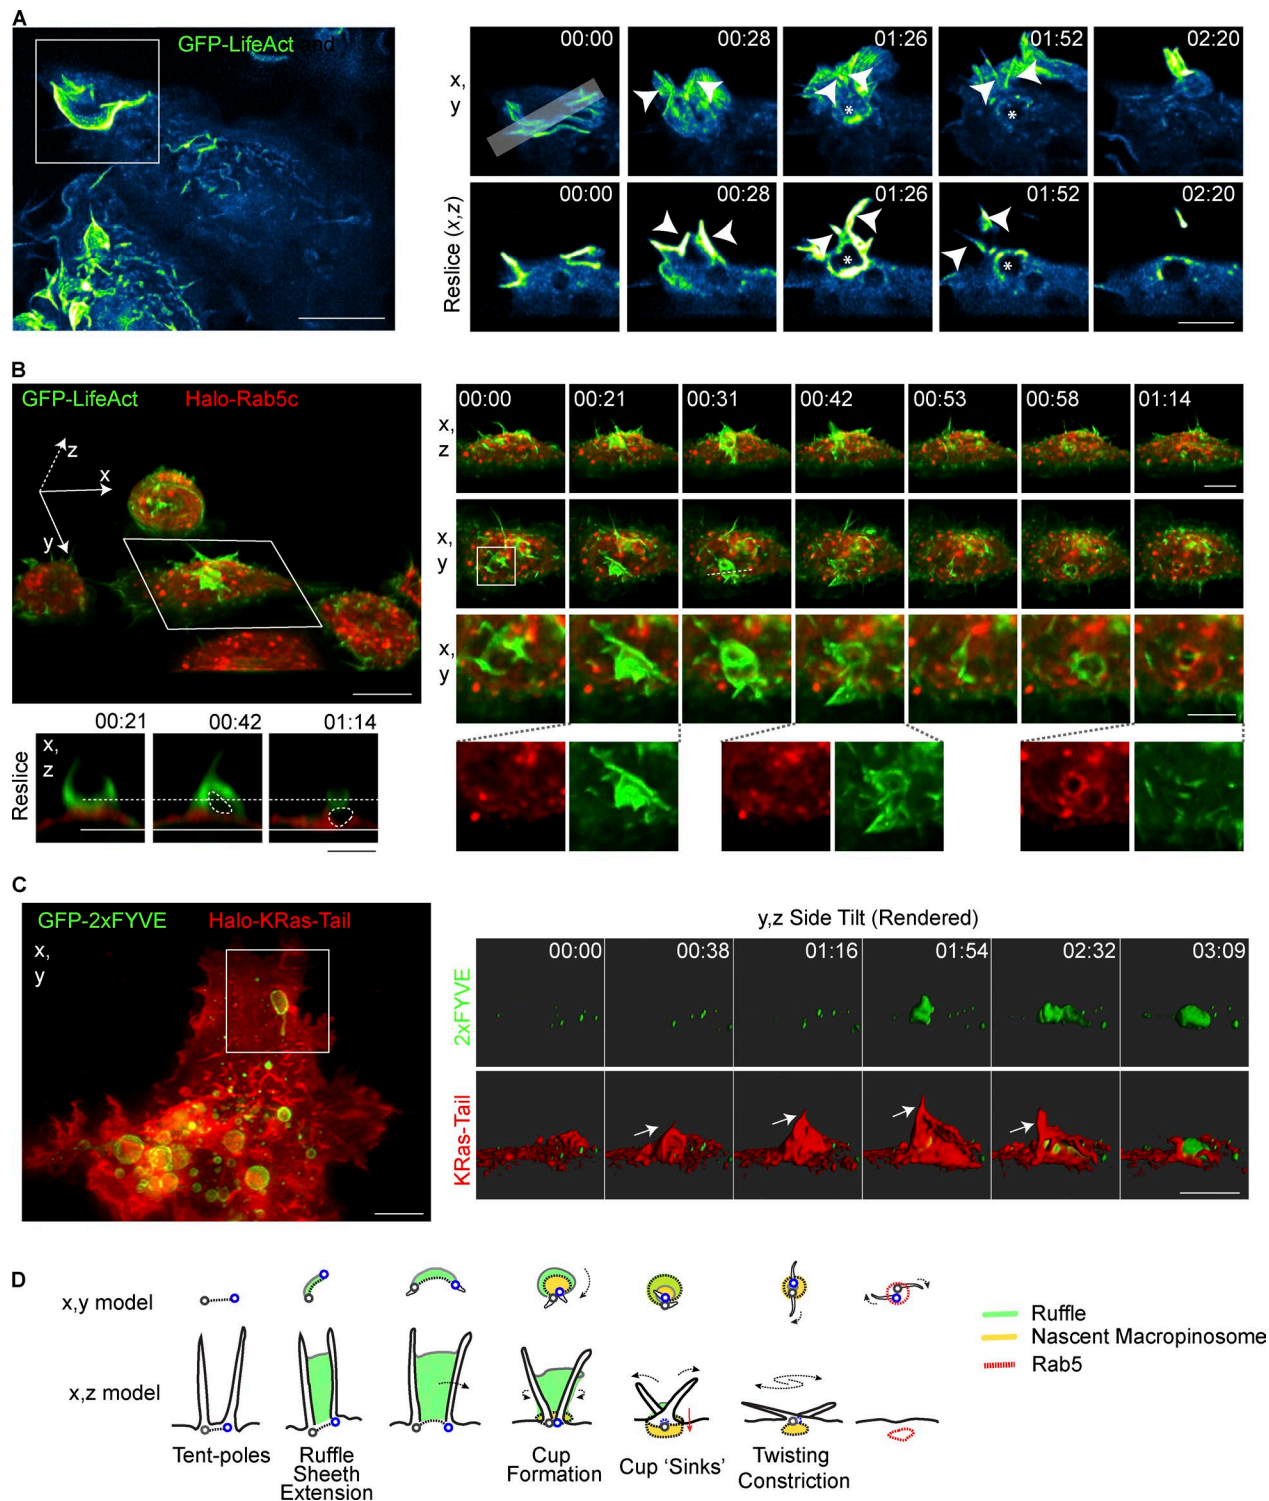 A
GFP-LifeAct and
x,
y
00:00
00:28
01:26
01:52
02:20
*
*
Reslice (x,z)
00:00
00:28
01:26
01:52
02:20
*
*
B
GFP-LifeAct
Halo-Rab5c
z
x
y
x,
z
00:00
00:21
00:31
00:42
00:53
00:58
01:14
x,
y
x,
y
00:21
00:42
01:14
Reslice
x,
z
C
GFP-2xFYVE
Halo-KRas-Tail
x,
y
y,z Side Tilt (Rendered)
2xFYVE
00:00
00:38
01:16
01:54
02:32
03:09
KRas-Tail
D
x,y model
x,z model
Tent-poles
Ruffle
Sheeth
Extension
Cup
Formation
Cup ‘Sinks’
Twisting
Constriction
Ruffle
Nascent Macropinosome
Rab5